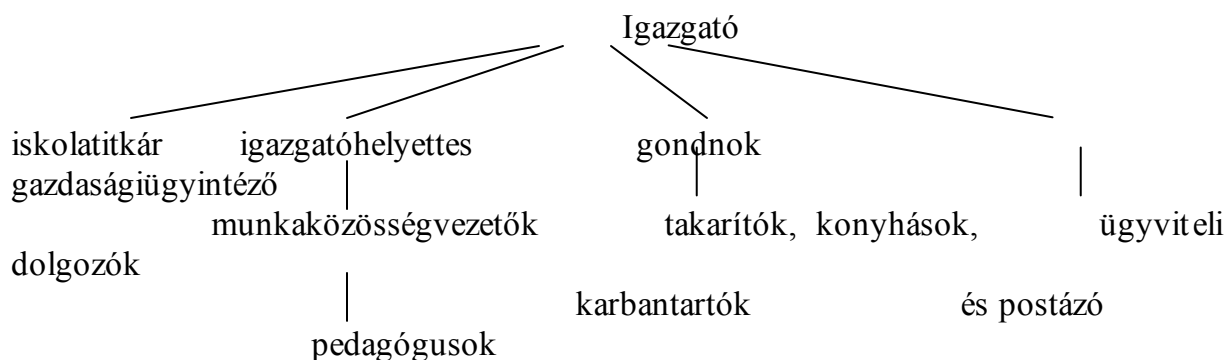 Igazgató
iskolatitkár igazgatóhelyettes gondnok
gazdaságiügyintéző
munkaközösségvezetők takarítók, konyhások, ügyviteli
dolgozók
karbantartók és postázó
pedagógusok